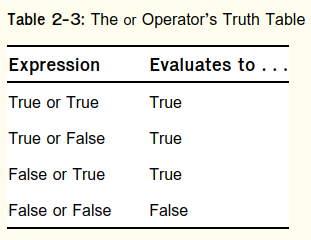 Table 2-3: The or Operator’s Truth Table
Expression Evaluates to . . .
True or True True
True or False True
False or True True
False or False False